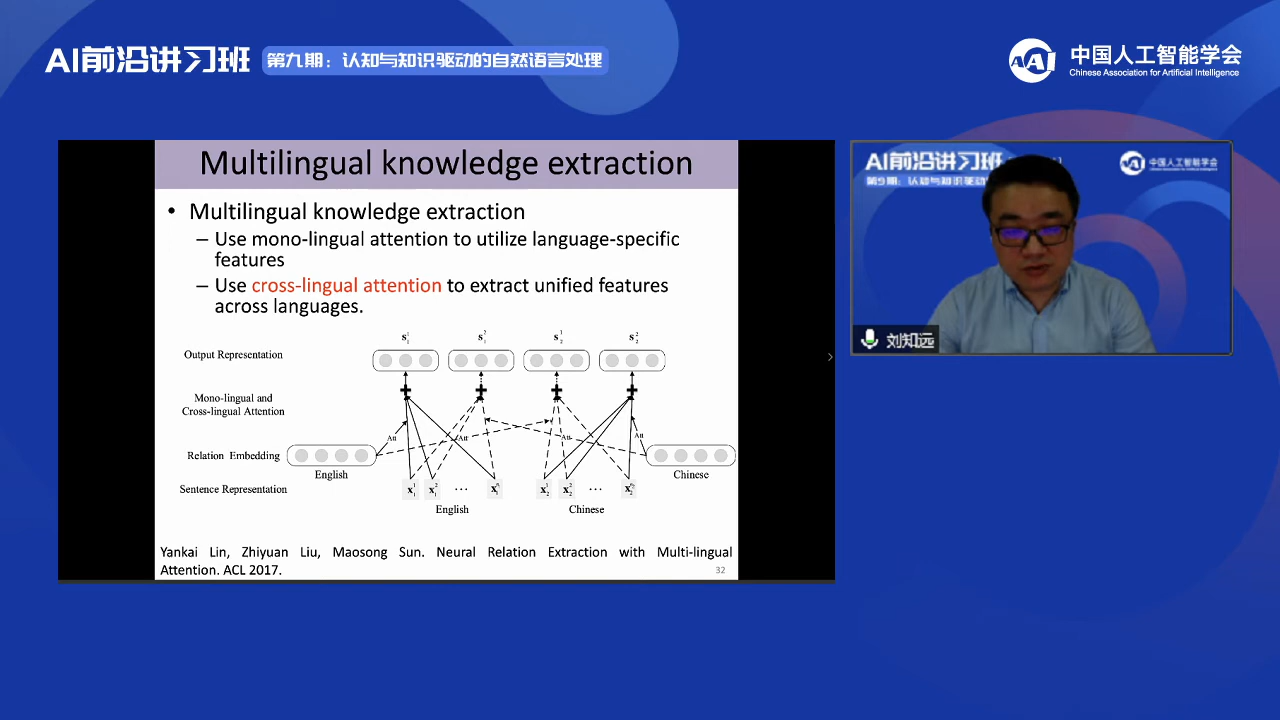 AI前沿讲习班
第九期：认知与知识驱动的自然语言处理
中国人工智能学会
Chinese Association for Artificial Intelligence
Multilingual knowledge extraction
• Multilingual knowledge extraction
– Use mono-lingual attention to utilize language-specific
features
– Use cross-lingual attention to extract unified features
across languages.
Output Representation
Mono-lingual and
Cross-lingual Attention
Att Att Att Att
Relation Embedding
English
Chinese
Sentence Representation
English
Chinese
Yankai Lin, Zhiyuan Liu, Maosong Sun. Neural Relation Extraction with Multi-lingual
Attention. ACL 2017.
32
AI前沿讲习班
中国人工智能学会
刘知远